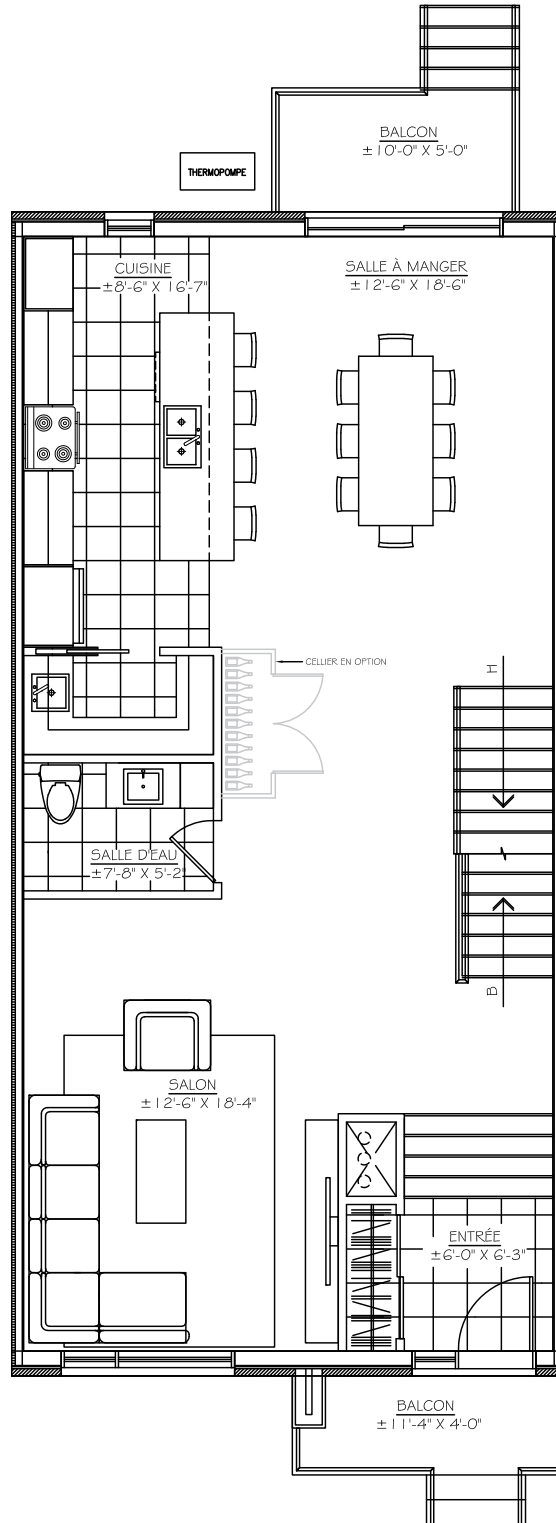 BALCON
±10'-0" X 5'-0"
THERMOPOMPE
CUISINE
±8'-6" X 16'-7"
SALLE À MANGER
±12'-6" X 18'-6"
CELLIER EN OPTION
H
SALLE D'EAU
±7'-8" X 5'-2"
B
SALON
±12'-6" X 18'-4"
ENTRÉE
±6'-0" X 6'-3"
BALCON
±11'-4" X 4'-0"